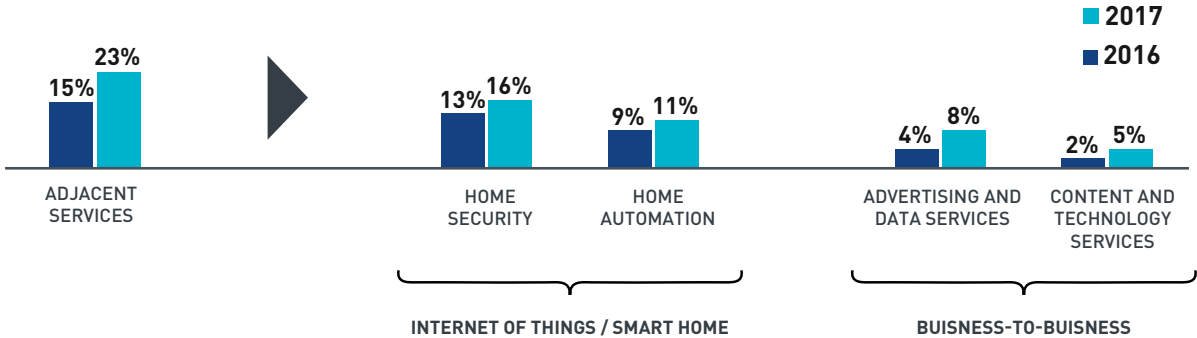 2017
2016
15% 23%
13% 16%
9% 11%
4% 8%
2% 5%
ADJACENT
SERVICES
HOME
SECURITY
HOME
AUTOMATION
ADVERTISING AND
DATA SERVICES
CONTENT AND
TECHNOLOGY
SERVICES
INTERNET OF THINGS / SMART HOME
BUISNESS-TO-BUISNESS